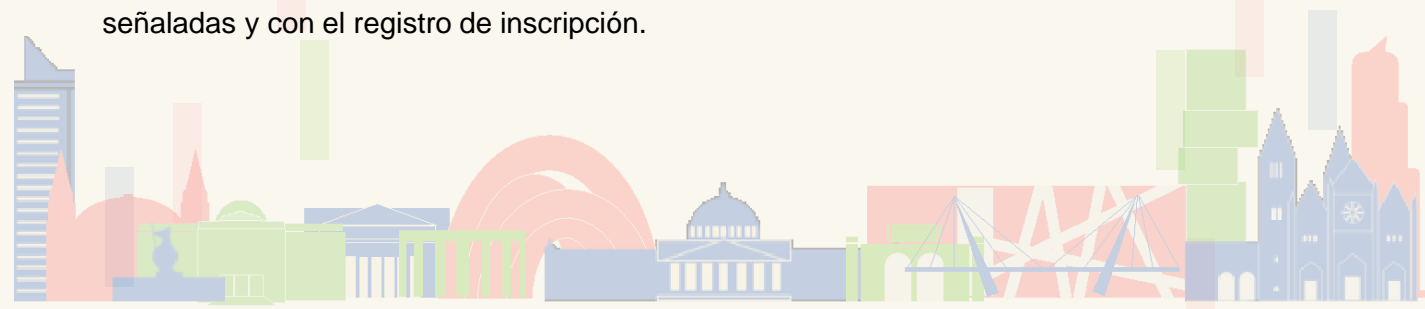 señaladas y con el registro de inscripción.